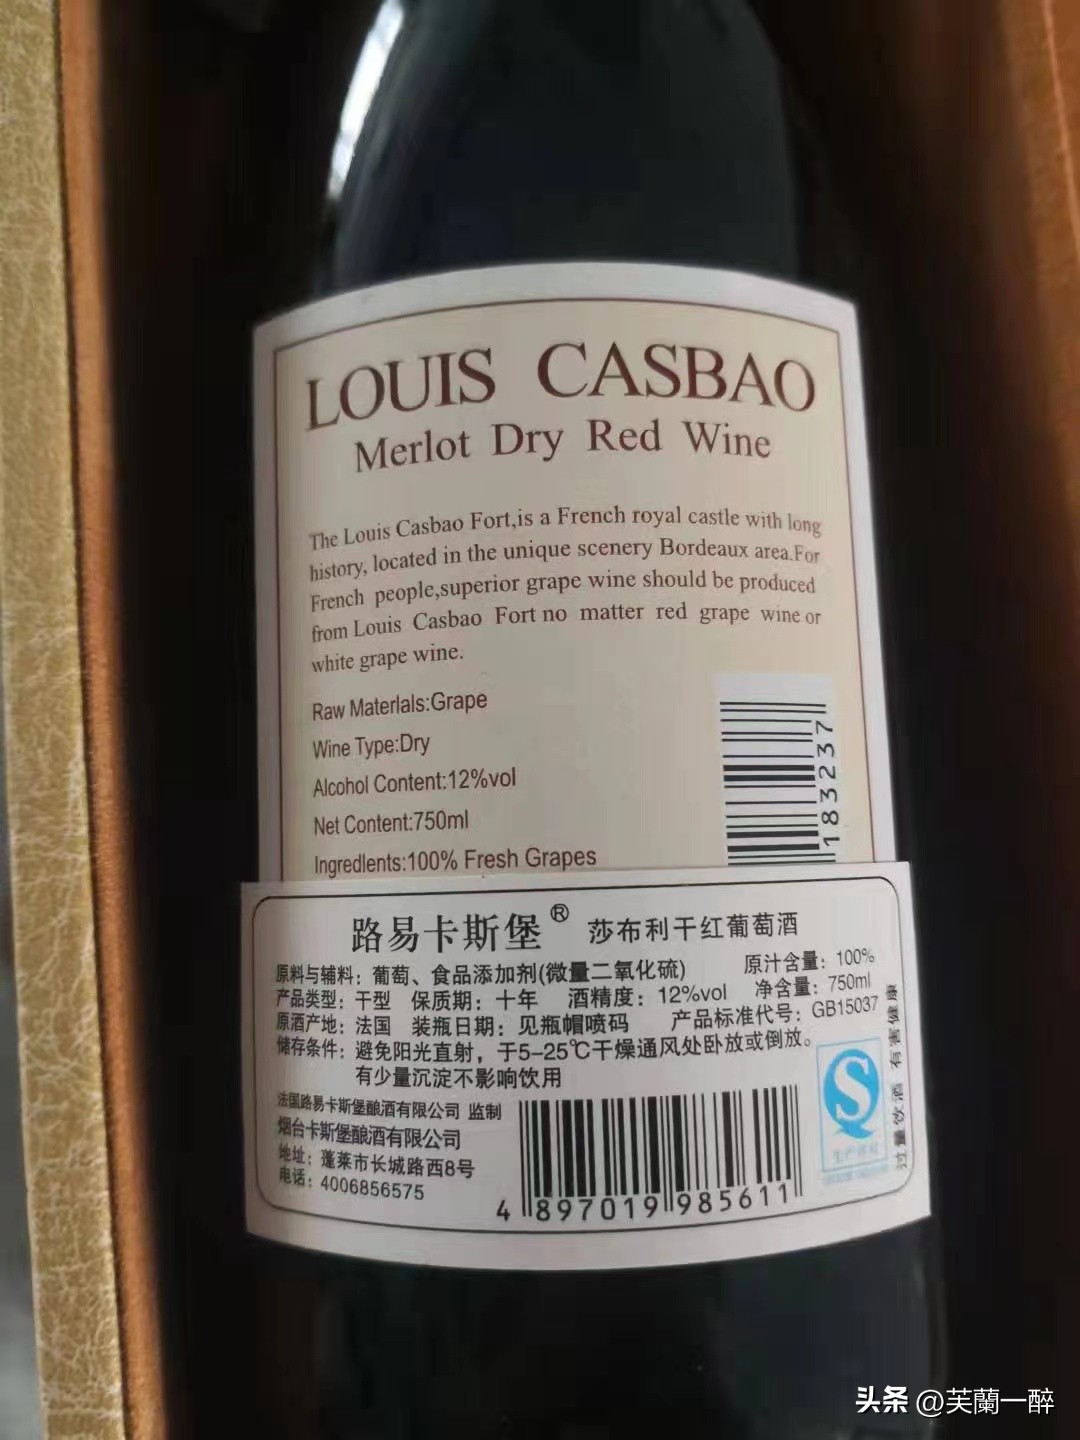 LOUIS CASBAO
Merlot Dry Red Wine
The Louis Casbao Fort,is a French royal castle with long
history, located in the unique scenery Bordeaux area.For
French people,superior grape wine should be produced
from Louis Casbao Fort no matter red grape wine or
white grape wine.
Raw Materlals:Grape
Wine Type:Dry
Alcohol Content:12%vol
Net Content:750ml
Ingredlents:100% Fresh Grapes
183237
路易卡斯堡® 莎布利干红葡萄酒
原料与辅料：葡萄、食品添加剂(微量二氧化硫) 原汁含量：100%
产品类型：干型 保质期：十年 酒精度：12%vol 净含量：750ml
原酒产地：法国 装瓶日期：见瓶帽喷码 产品标准代号：GB15037
储存条件：避免阳光直射，于5-25℃干燥通风处卧放或倒放。
有少量沉淀不影响饮用
法国路易卡斯堡酿酒有限公司 监制
烟台卡斯堡酿酒有限公司
地址：蓬莱市长城路西8号
电话：4006856575
4 897019 985611
生产许可
过量饮酒 有害健康
头条 @芙蘭一醉